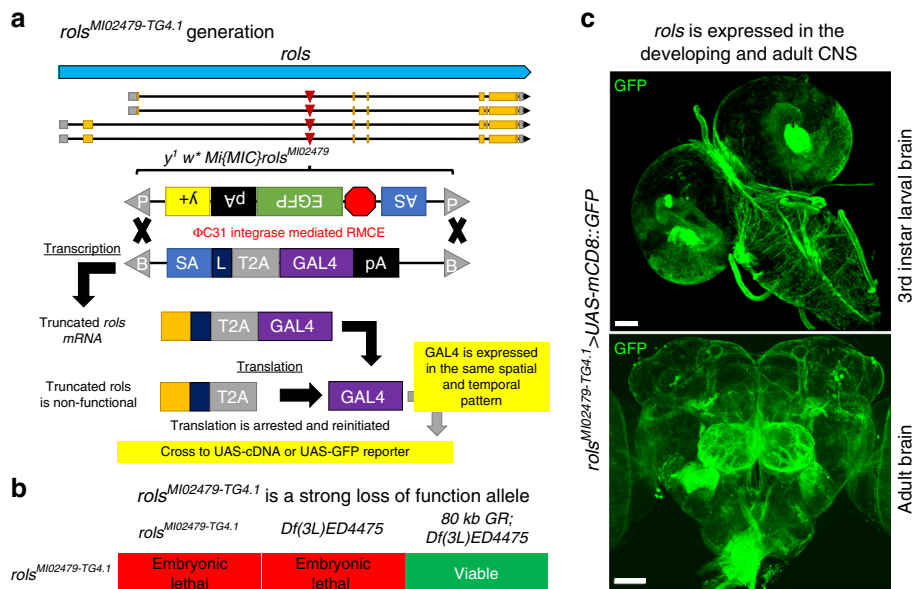 a
rols^MI02479-TG4.1 generation
rols
y^1 w* Mi{MIC}rols^MI02479
P y+ pA EGFP SA P
ΦC31 integrase mediated RMCE
Transcription
B SA L T2A GAL4 pA B
Truncated rols
mRNA
T2A GAL4
GAL4 is expressed
in the same spatial
and temporal
pattern
Translation
Truncated rols
is non-functional
T2A GAL4
Translation is arrested and reinitiated
Cross to UAS-cDNA or UAS-GFP reporter
b
rols^MI02479-TG4.1 is a strong loss of function allele
rols^MI02479-TG4.1
Df(3L)ED4475
80 kb GR;
Df(3L)ED4475
rols^MI02479-TG4.1
Embryonic
lethal
Embryonic
lethal
Viable
c
rols is expressed in the
developing and adult CNS
rols^MI02479-TG4.1>UAS-mCD8::GFP
GFP
3rd instar larval brain
GFP
Adult brain